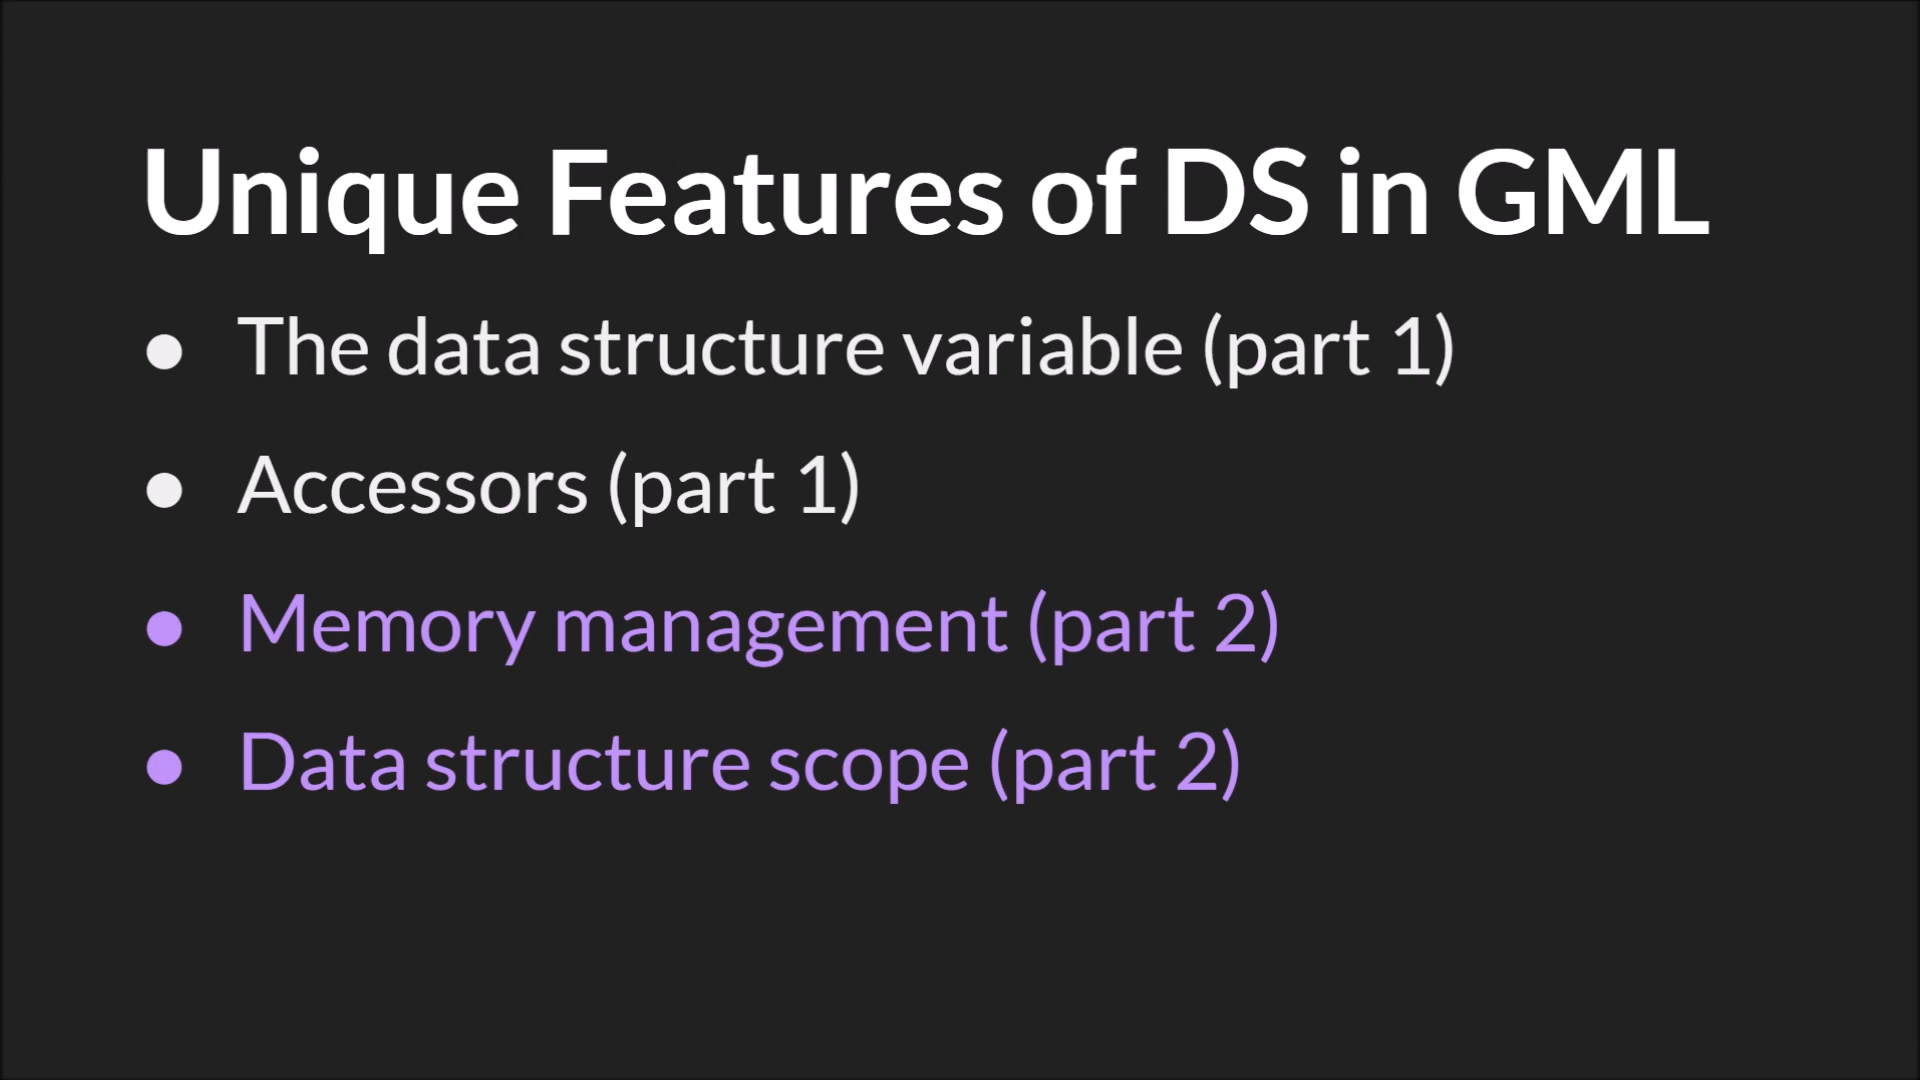 Unique Features of DS in GML
● The data structure variable (part 1)
● Accessors (part 1)
● Memory management (part 2)
● Data structure scope (part 2)